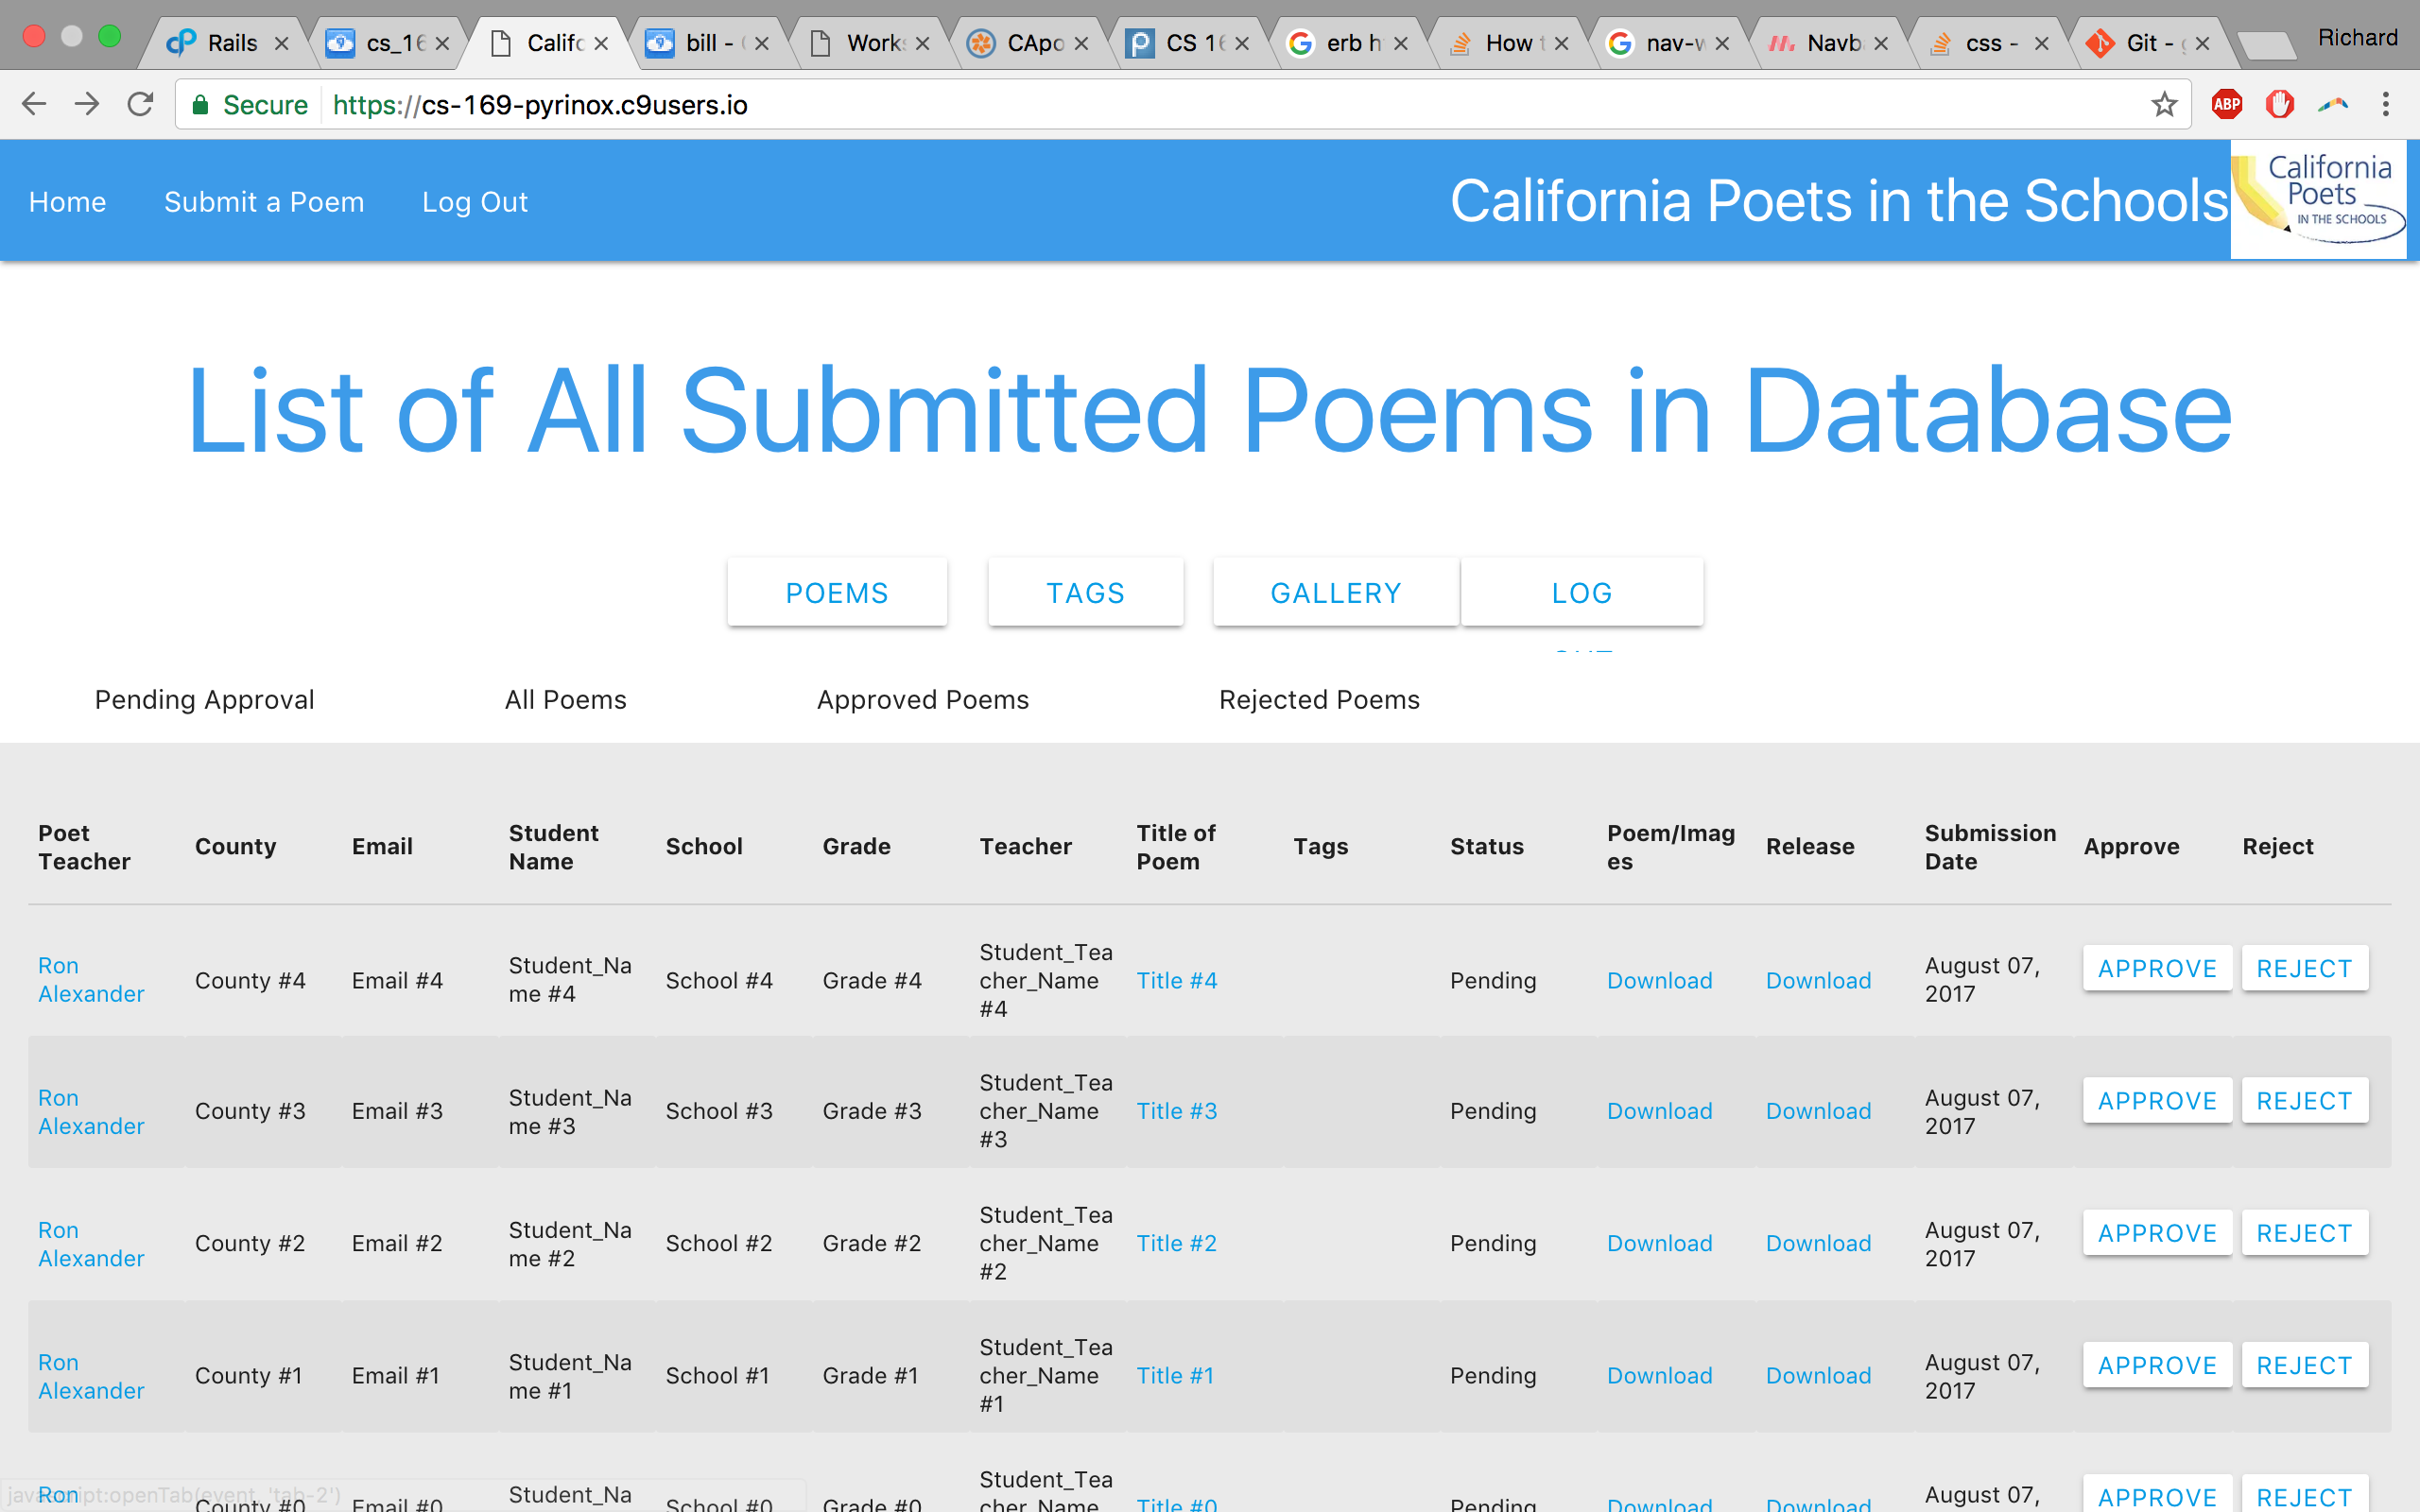 Rails
cs_16
Califo
bill -
Works
CApo
CS 16
erb h
How t
nav-w
Navb
css -
Git -
Richard
Secure https://cs-169-pyrinox.c9users.io
ABP
Home Submit a Poem Log Out
California Poets in the Schools
California
Poets
IN THE SCHOOLS
List of All Submitted Poems in Database
POEMS TAGS GALLERY LOG
OUT
Pending Approval All Poems Approved Poems Rejected Poems
Poet Teacher County Email Student Name School Grade Teacher Title of Poem Tags Status Poem/Images Release Submission Date Approve Reject
Ron Alexander County #4 Email #4 Student_Name #4 School #4 Grade #4 Student_Teacher_Name #4 Title #4 Pending Download Download August 07, 2017 APPROVE REJECT
Ron Alexander County #3 Email #3 Student_Name #3 School #3 Grade #3 Student_Teacher_Name #3 Title #3 Pending Download Download August 07, 2017 APPROVE REJECT
Ron Alexander County #2 Email #2 Student_Name #2 School #2 Grade #2 Student_Teacher_Name #2 Title #2 Pending Download Download August 07, 2017 APPROVE REJECT
Ron Alexander County #1 Email #1 Student_Name #1 School #1 Grade #1 Student_Teacher_Name #1 Title #1 Pending Download Download August 07, 2017 APPROVE REJECT
Ron County #0 Email #0 Student_Na School #0 Grade #0 Student_Teacher_Name Title #0 Pending Download Download August 07, APPROVE REJECT
javascript:openTab(event, 'tab-2')